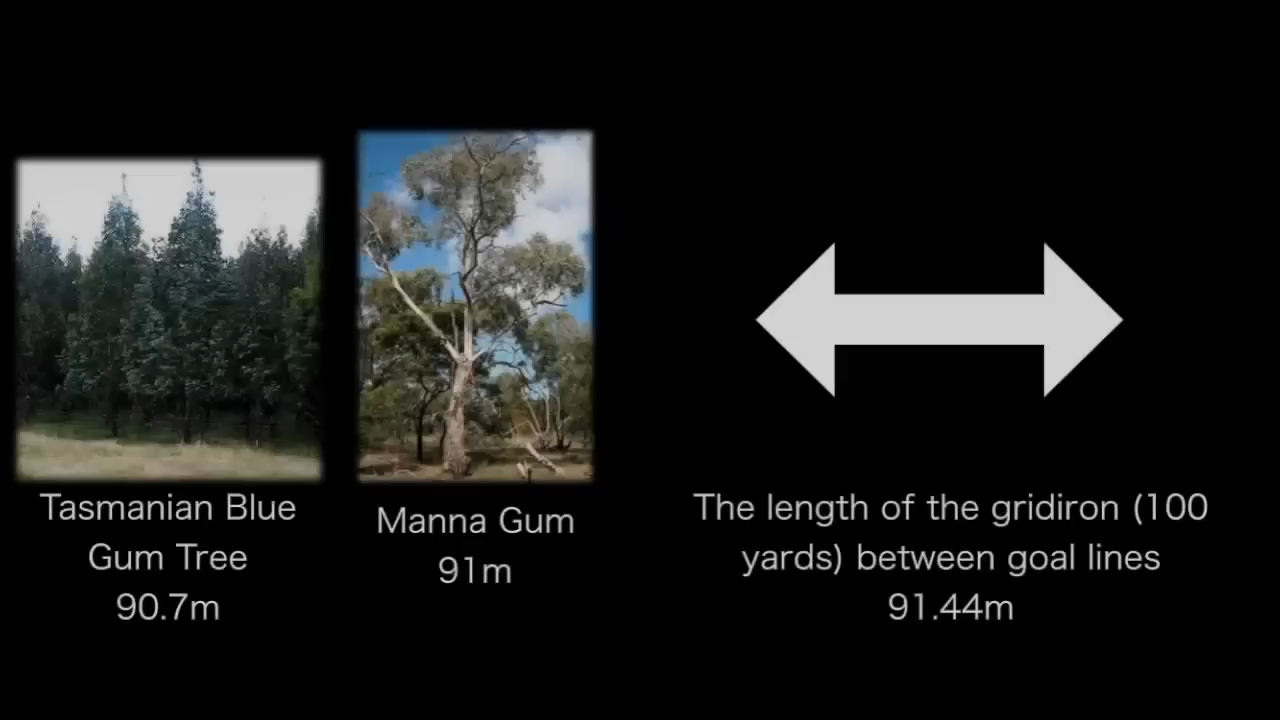 Tasmanian Blue
Gum Tree
90.7m
Manna Gum
91m
The length of the gridiron (100
yards) between goal lines
91.44m